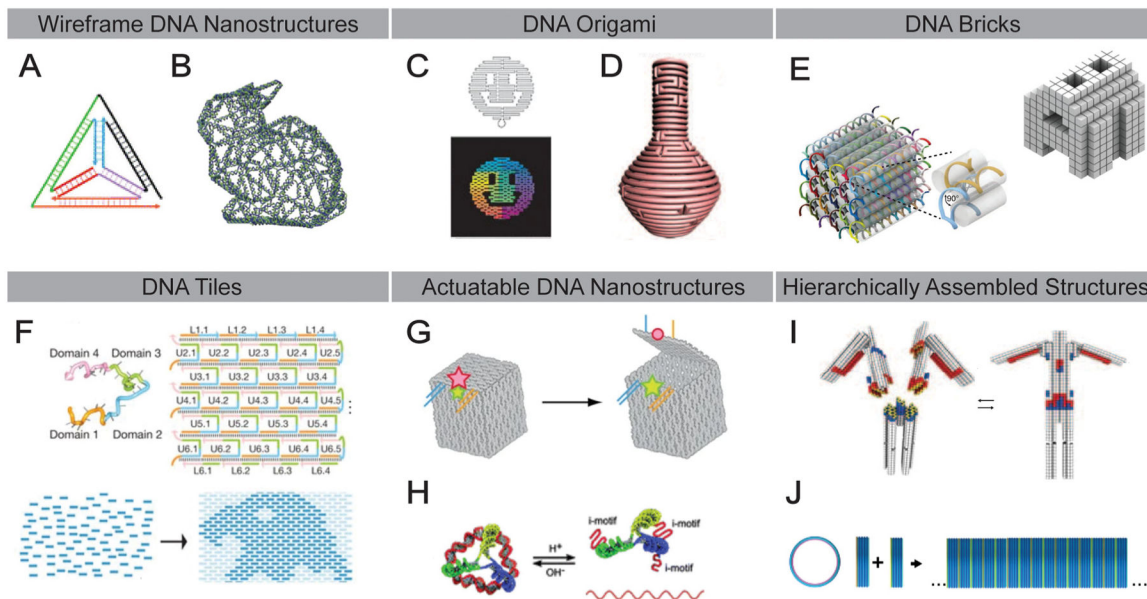 Wireframe DNA Nanostructures
DNA Origami
DNA Bricks
A
B
C
D
E
90°
DNA Tiles
Actuatable DNA Nanostructures
Hierarchically Assembled Structures
F
Domain 4 Domain 3
Domain 1 Domain 2
L1.1 L1.2 L1.3 L1.4
U2.1 U2.2 U2.3 U2.4 U2.5
U3.1 U3.2 U3.3 U3.4
U4.1 U4.2 U4.3 U4.4 U4.5
U5.1 U5.2 U5.3 U5.4
U6.1 U6.2 U6.3 U6.4 U6.5
L6.1 L6.2 L6.3 L6.4
...
G
H
H⁺
OH⁻
i-motif
i-motif
i-motif
I
J
+
... ...